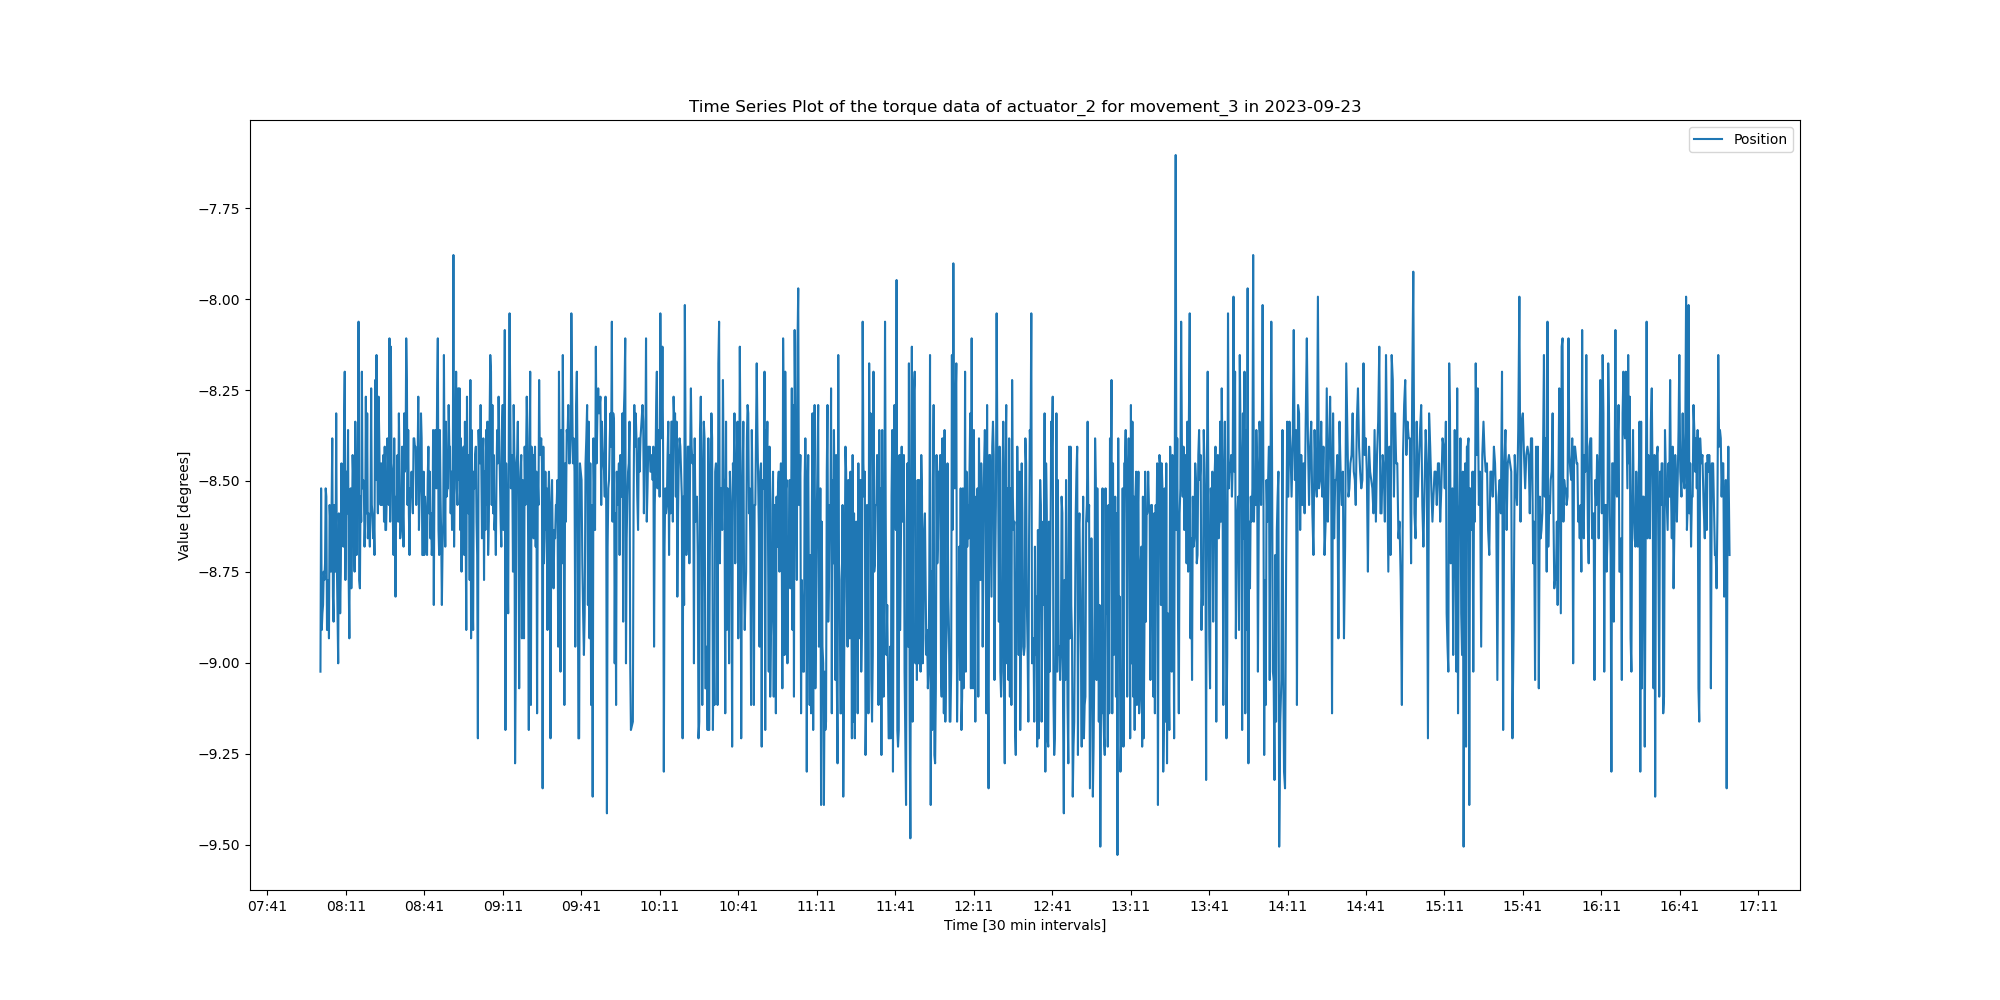 Time Series Plot of the torque data of actuator_2 for movement_3 in 2023-09-23
Position
−7.75
−8.00
−8.25
−8.50
−8.75
−9.00
−9.25
−9.50
Value [degrees]
07:41 08:11 08:41 09:11 09:41 10:11 10:41 11:11 11:41 12:11 12:41 13:11 13:41 14:11 14:41 15:11 15:41 16:11 16:41 17:11
Time [30 min intervals]